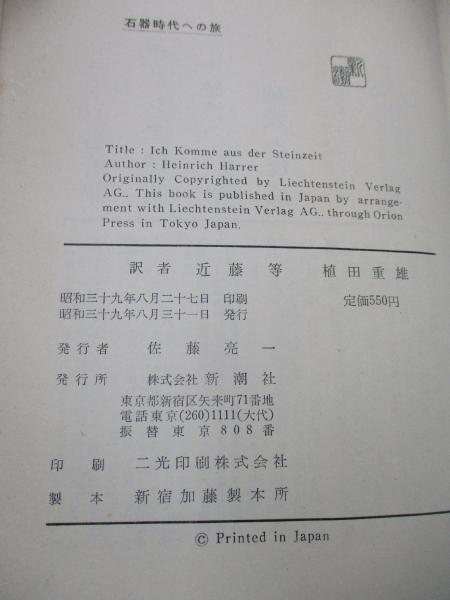 石器時代への旅
Title : Ich Komme aus der Steinzeit
Author : Heinrich Harrer
Originally Copyrighted by Liechtenstein Verlag
AG.. This book is published in Japan by arrange-
ment with Liechtenstein Verlag AG.. through Orion
Press in Tokyo Japan.
訳者 近藤等 植田重雄
昭和三十九年八月二十七日 印刷
昭和三十九年八月三十一日 発行
定価550円
発行者 佐藤亮一
発行所 株式会社 新潮社
東京都新宿区矢来町71番地
電話東京(260)1111(大代)
振替東京808番
印刷 二光印刷株式会社
製本 新宿加藤製本所
© Printed in Japan